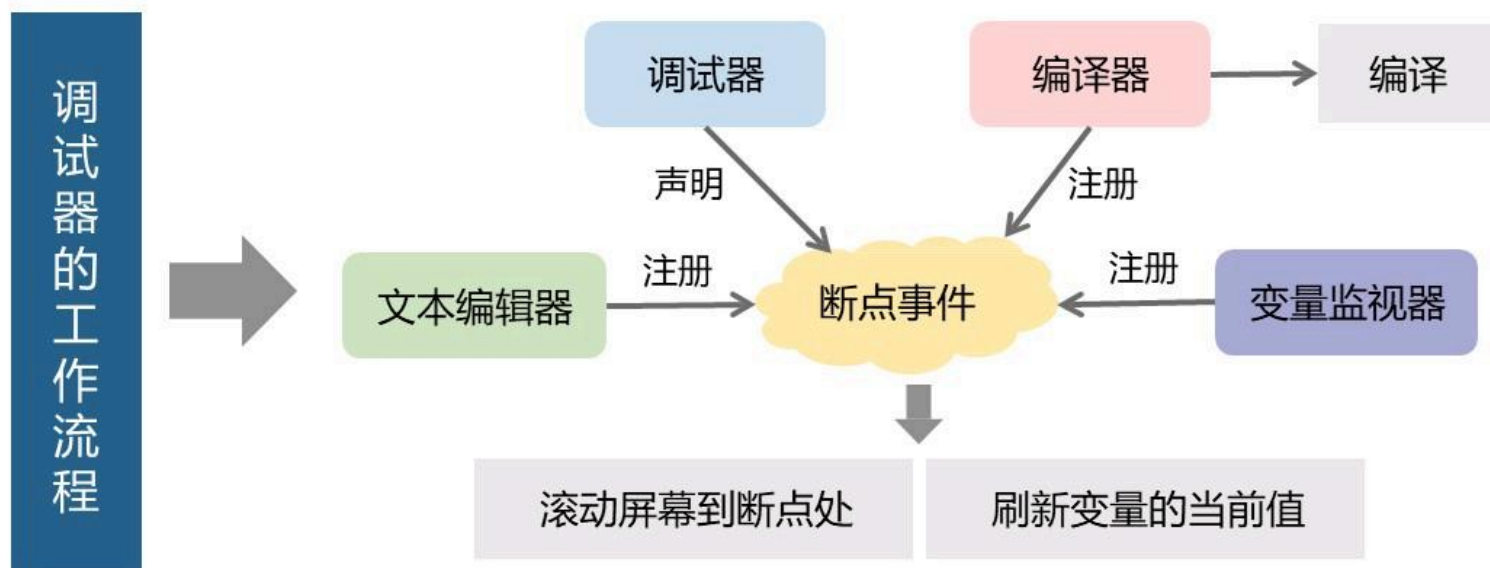 调试器的工作流程
调试器
编译器
编译
声明
注册
文本编辑器
注册
断点事件
注册
变量监视器
滚动屏幕到断点处
刷新变量的当前值